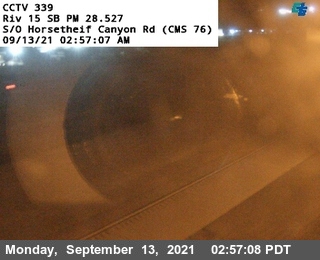 CCTV 339
Riv 15 SB PM 28.527
S/O Horsetheif Canyon Rd (CMS 76)
09/13/21 02:57:07 AM
Monday, September 13, 2021 02:57:08 PDT